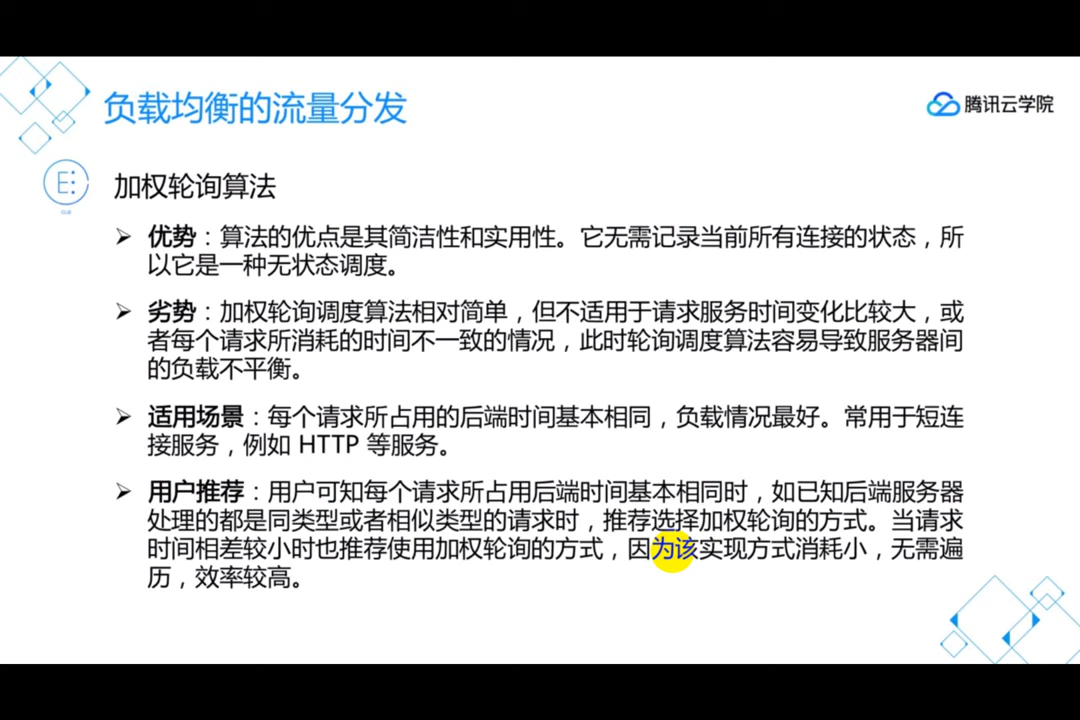 负载均衡的流量分发
腾讯云学院
E
CLB
加权轮询算法
➢ 优势：算法的优点是其简洁性和实用性。它无需记录当前所有连接的状态，所
以它是一种无状态调度。
➢ 劣势：加权轮询调度算法相对简单，但不适用于请求服务时间变化比较大，或
者每个请求所消耗的时间不一致的情况，此时轮询调度算法容易导致服务器间
的负载不平衡。
➢ 适用场景：每个请求所占用的后端时间基本相同，负载情况最好。常用于短连
接服务，例如 HTTP 等服务。
➢ 用户推荐：用户可知每个请求所占用后端时间基本相同时，如已知后端服务器
处理的都是同类型或者相似类型的请求时，推荐选择加权轮询的方式。当请求
时间相差较小时也推荐使用加权轮询的方式，因为该实现方式消耗小，无需遍
历，效率较高。